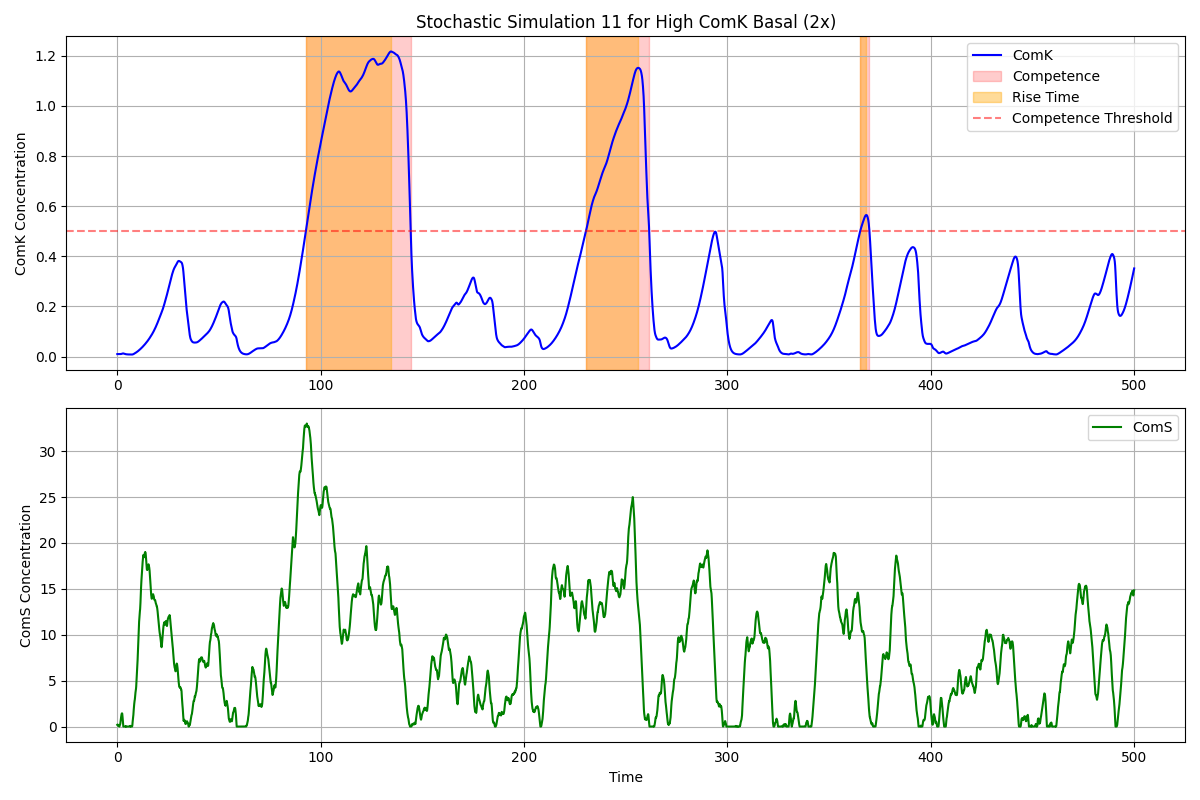 Stochastic Simulation 11 for High ComK Basal (2x)
ComK Concentration
1.2
1.0
0.8
0.6
0.4
0.2
0.0
ComK
Competence
Rise Time
Competence Threshold
0 100 200 300 400 500
ComS Concentration
30
25
20
15
10
5
0
ComS
0 100 200 300 400 500
Time